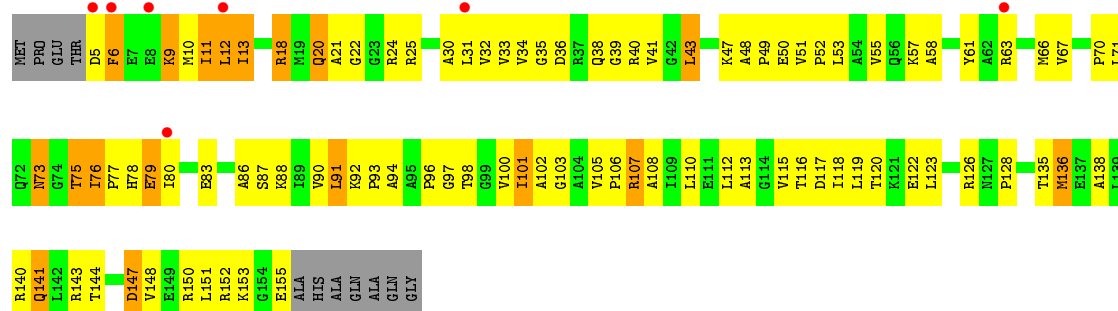 MET PRO GLU THR D5 F6 E7 E8 K9 M10 I11 L12 I13 R18 M19 Q20 A21 G22 G23 R24 R25 A30 L31 V32 V33 V34 G35 D36 R37 Q38 G39 R40 V41 G42 L43 K47 A48 P49 E50 V51 P52 L53 A54 V55 Q56 K57 A58 Y61 A62 R63 M66 V67 P70 L71
Q72 N73 G74 T75 I76 P77 H78 E79 I80 E83 A86 S87 K88 I89 V90 L91 K92 P93 A94 A95 P96 G97 T98 G99 V100 I101 A102 G103 A104 V105 P106 R107 A108 I109 L110 E111 L112 A113 G114 V115 T116 D117 I118 L119 T120 K121 E122 L123 R126 N127 P128 T135 M136 E137 A138 L139
R140 Q141 L142 R143 T144 D147 V148 E149 R150 L151 R152 K153 G154 E155 ALA HIS ALA GLN ALA GLN GLY